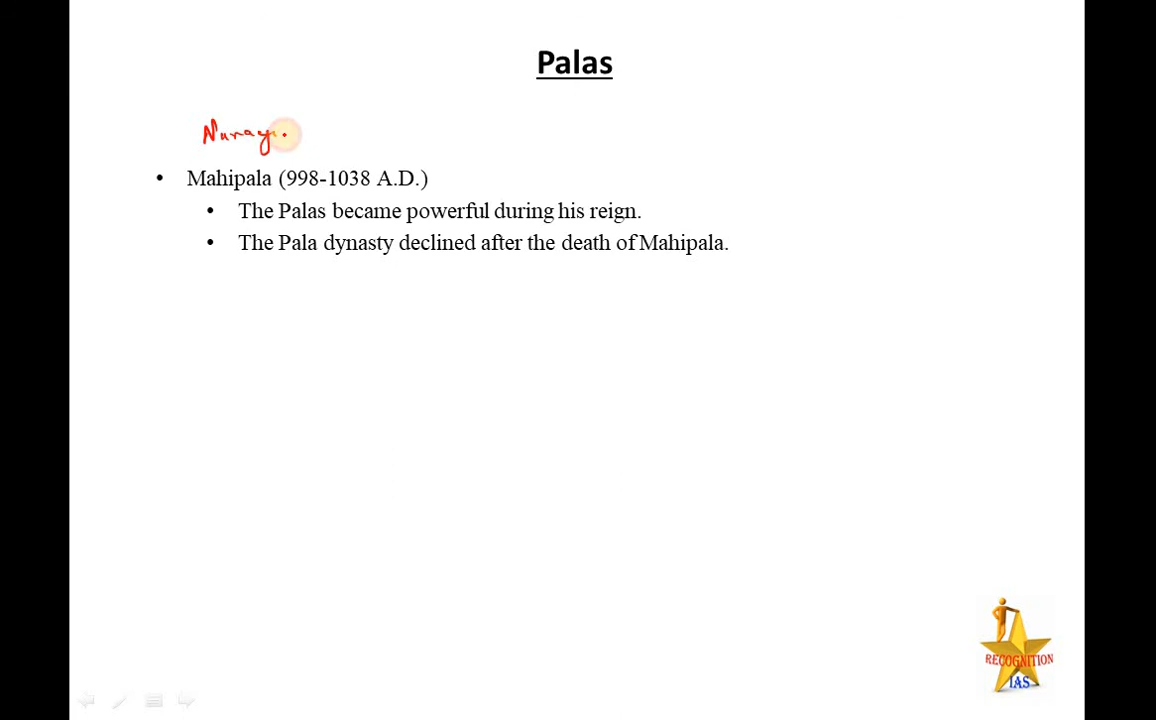 Palas
Naray
• Mahipala (998-1038 A.D.)
• The Palas became powerful during his reign.
• The Pala dynasty declined after the death of Mahipala.
RECOGNITION
IAS